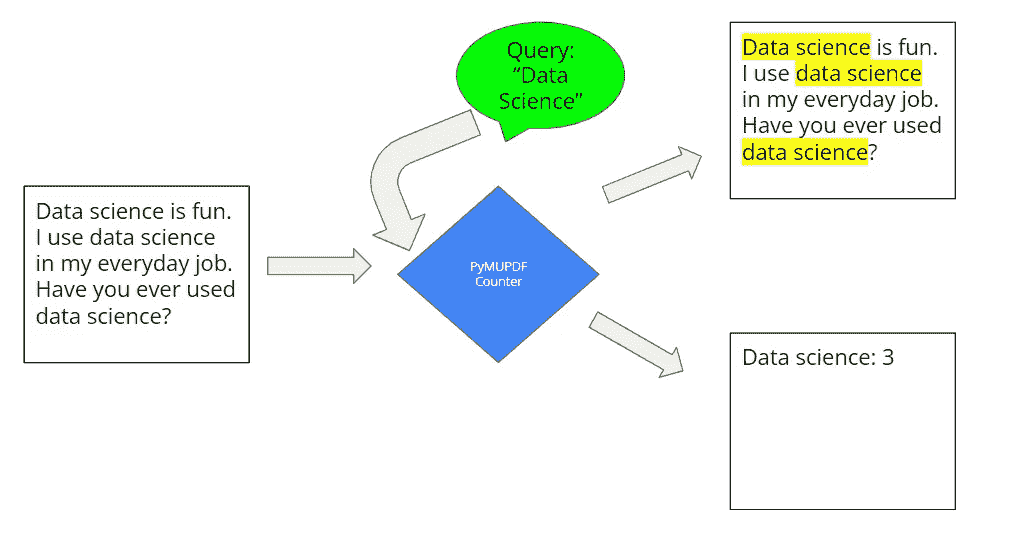 Query:
“Data
Science”
Data science is fun.
I use data science
in my everyday job.
Have you ever used
data science?
PyMUPDF
Counter
Data science is fun.
I use data science
in my everyday job.
Have you ever used
data science?
Data science: 3